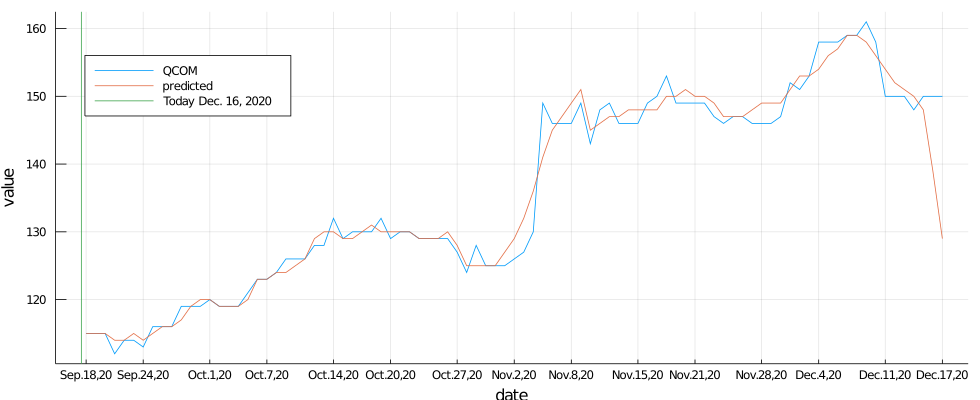 160
150
140
130
120
value
QCOM
predicted
Today Dec. 16, 2020
Sep.18,20 Sep.24,20 Oct.1,20 Oct.7,20 Oct.14,20 Oct.20,20 Oct.27,20 Nov.2,20 Nov.8,20 Nov.15,20 Nov.21,20 Nov.28,20 Dec.4,20 Dec.11,20 Dec.17,20
date